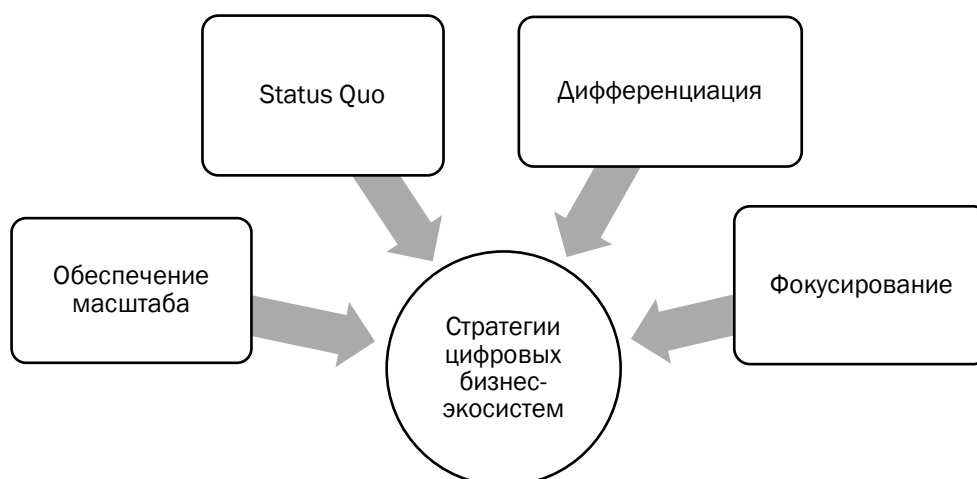 Status Quo
Дифференциация
Обеспечение
масштаба
Фокусирование
Стратегии
цифровых
бизнес-
экосистем